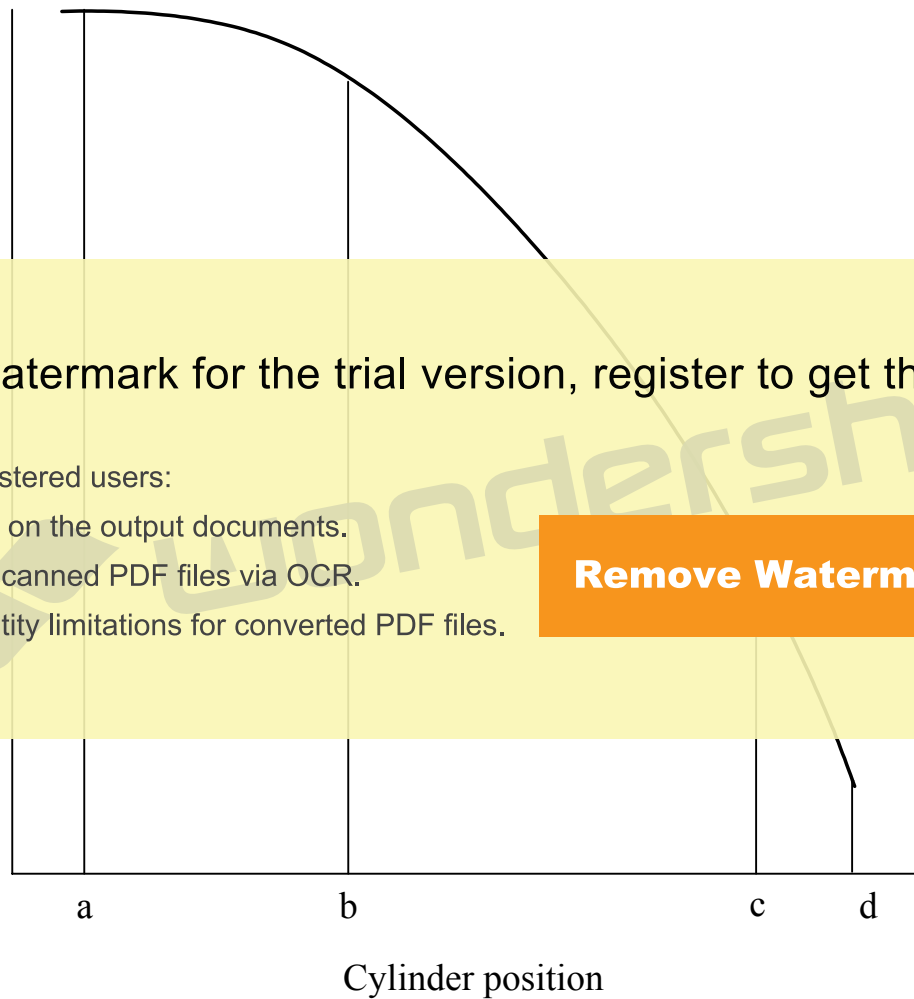 atermark for the trial version, register to get th
stered users:
on the output documents.
canned PDF files via OCR.
tity limitations for converted PDF files.
wondersh
Remove Waterm
a b c d
Cylinder position